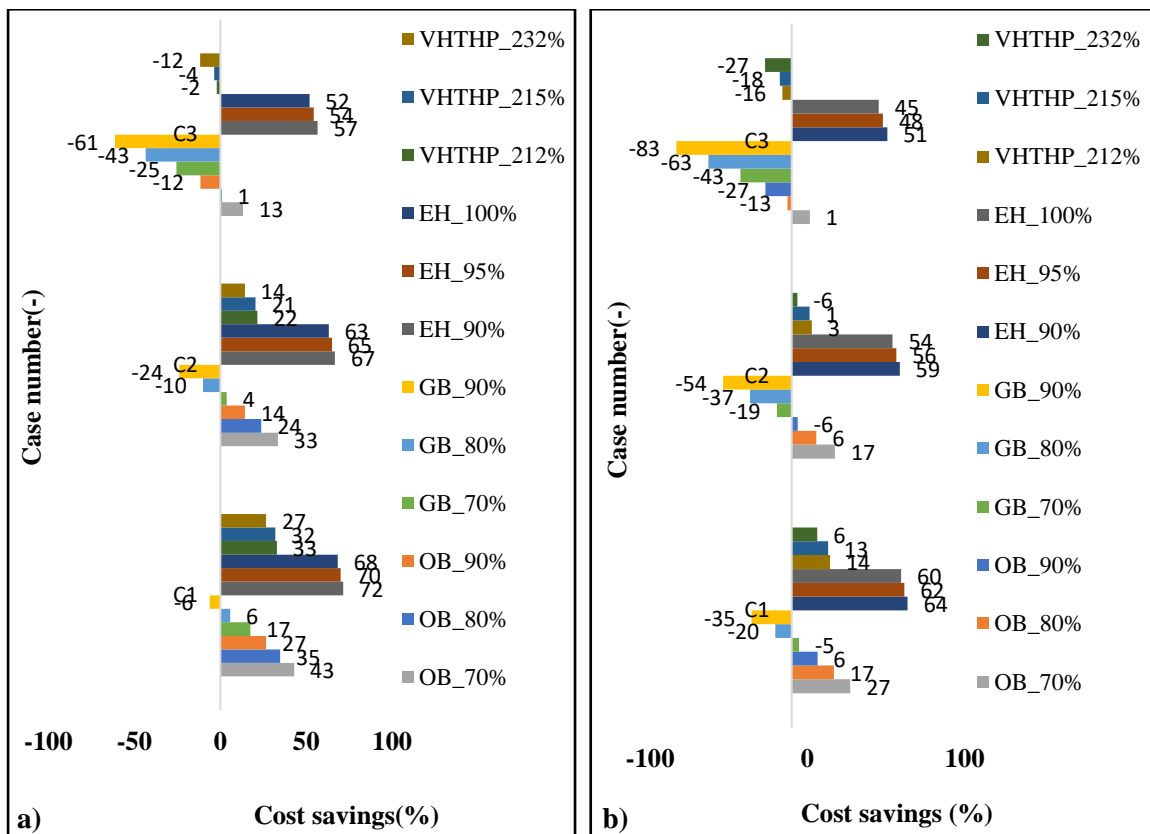 -12
-4
-2
52
54
57
C3
-61
-43
-25
-12
1
13
14
21
22
63
65
67
C2
-24
-10
4
14
24
33
27
32
33
68
70
72
C1
-6
6
17
27
35
43
Case number(-)
-100 -50 0 50 100
Cost savings(%)
a)
VHTHP_232%
VHTHP_215%
VHTHP_212%
EH_100%
EH_95%
EH_90%
GB_90%
GB_80%
GB_70%
OB_90%
OB_80%
OB_70%
-27
-18
-16
45
48
51
C3
-83
-63
-43
-27
-13
1
-6
1
3
54
56
59
C2
-54
-37
-19
-6
6
17
6
13
14
60
62
64
C1
-35
-20
-5
6
17
27
Case number(-)
-100 0 100
Cost savings (%)
b)
VHTHP_232%
VHTHP_215%
VHTHP_212%
EH_100%
EH_95%
EH_90%
GB_90%
GB_80%
GB_70%
OB_90%
OB_80%
OB_70%